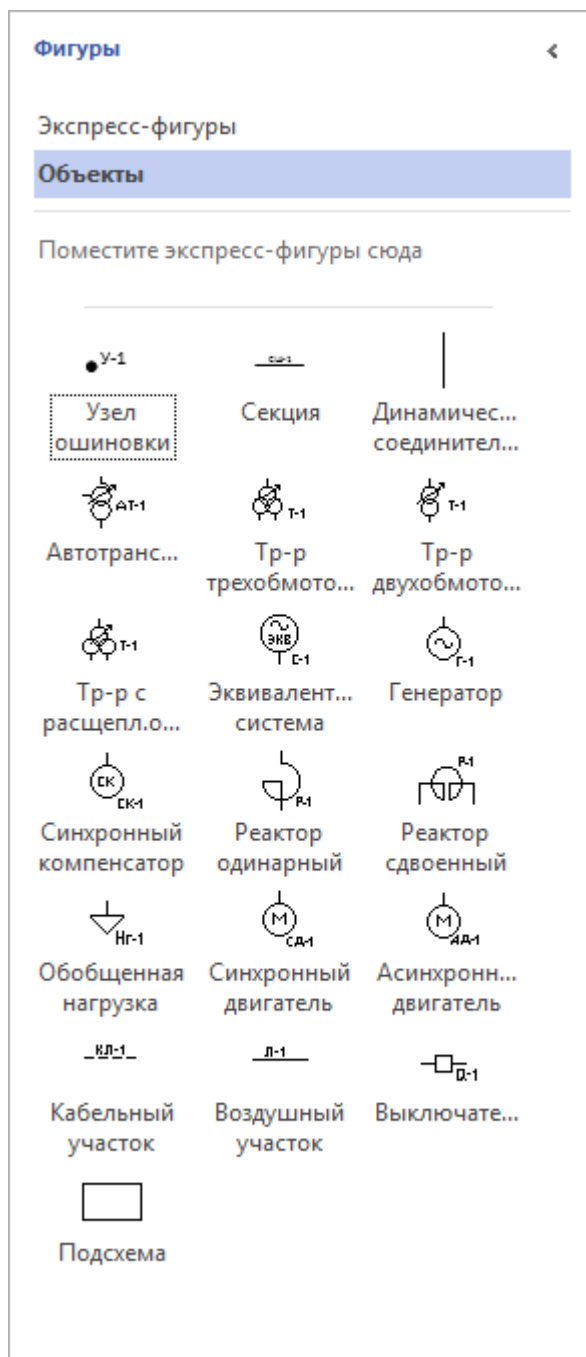 Фигуры
Экспресс-фигуры
Объекты
Поместите экспресс-фигуры сюда
У-1
СШ-1
Узел
ошиновки
Секция
Динамичес...
соединител...
АТ-1
Т-1
Т-1
Автотранс...
Тр-р
трехобмото...
Тр-р
двухобмото...
Т-1
ЭКВ
С-1
Г-1
Тр-р с
расщепл.о...
Эквивалент...
система
Генератор
СК
СК-1
Р-1
Р-1
Синхронный
компенсатор
Реактор
одинарный
Реактор
сдвоенный
Нг-1
М
СД-1
М
АД-1
Обобщенная
нагрузка
Синхронный
двигатель
Асинхронн...
двигатель
КЛ-1
Л-1
Q-1
Кабельный
участок
Воздушный
участок
Выключате...
Подсхема